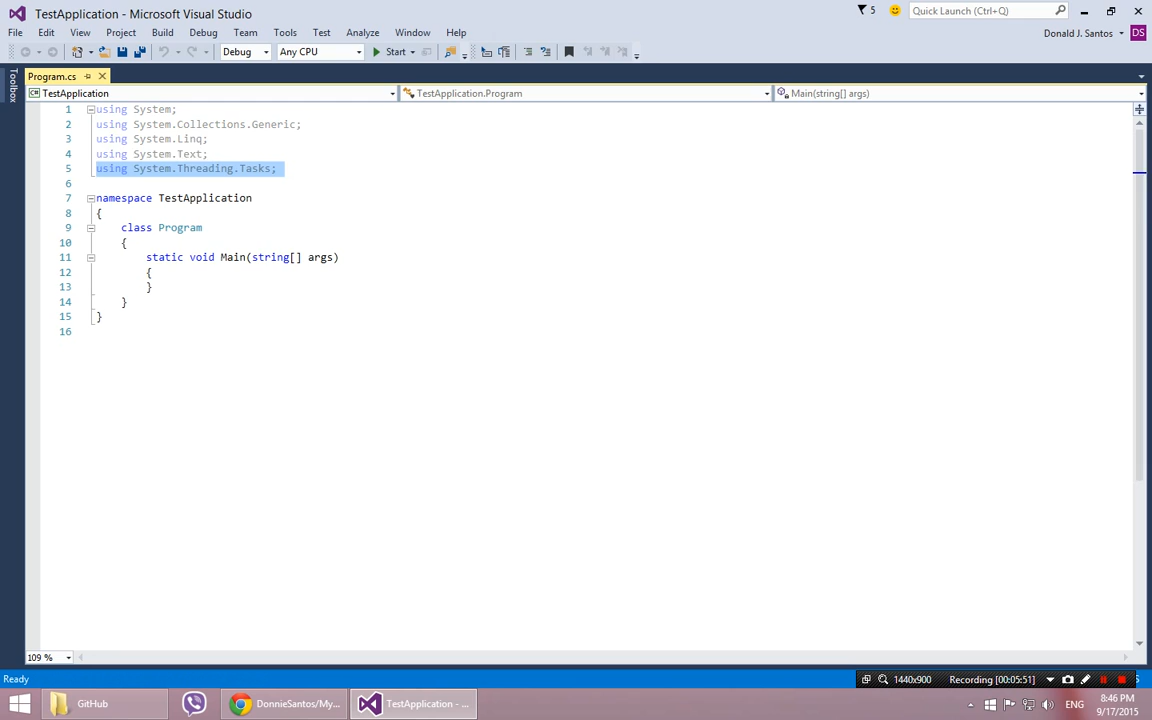 TestApplication - Microsoft Visual Studio
5
Quick Launch (Ctrl+Q)
File Edit View Project Build Debug Team Tools Test Analyze Window Help
Donald J. Santos
DS
Debug
Any CPU
Start
Toolbox
Program.cs
TestApplication
TestApplication.Program
Main(string[] args)
1 using System;
2 using System.Collections.Generic;
3 using System.Linq;
4 using System.Text;
5 using System.Threading.Tasks;
6
7 namespace TestApplication
8 {
9 class Program
10 {
11 static void Main(string[] args)
12 {
13 }
14 }
15 }
16
109 %
Ready
1440x900
Recording [00:05:51]
GitHub
DonnieSantos/My...
TestApplication - ...
ENG
8:46 PM
9/17/2015